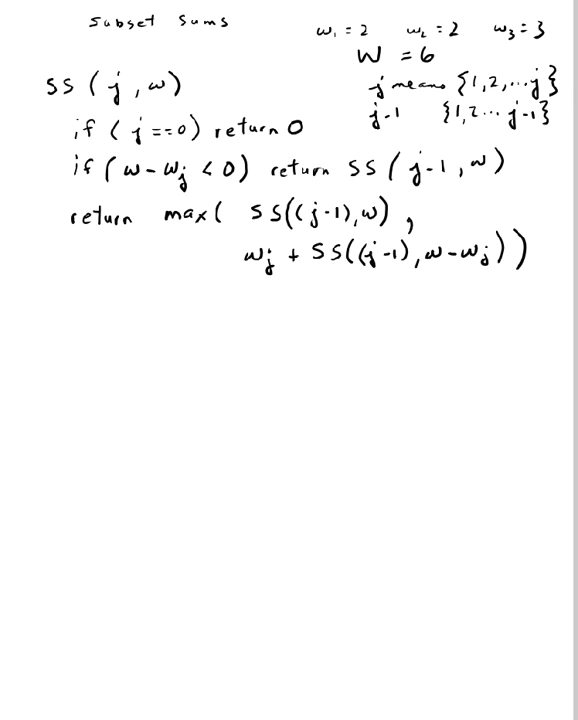 Subset Sums
w₁ = 2 w₂ = 2 w₃ = 3
W = 6
SS(j, w)
j means {1,2,...j}
j-1 {1,2...j-1}
if (j == 0) return 0
if (w - wⱼ < 0) return SS(j-1, w)
return max( SS((j-1), w) ,
wⱼ + SS((j-1), w-wⱼ))